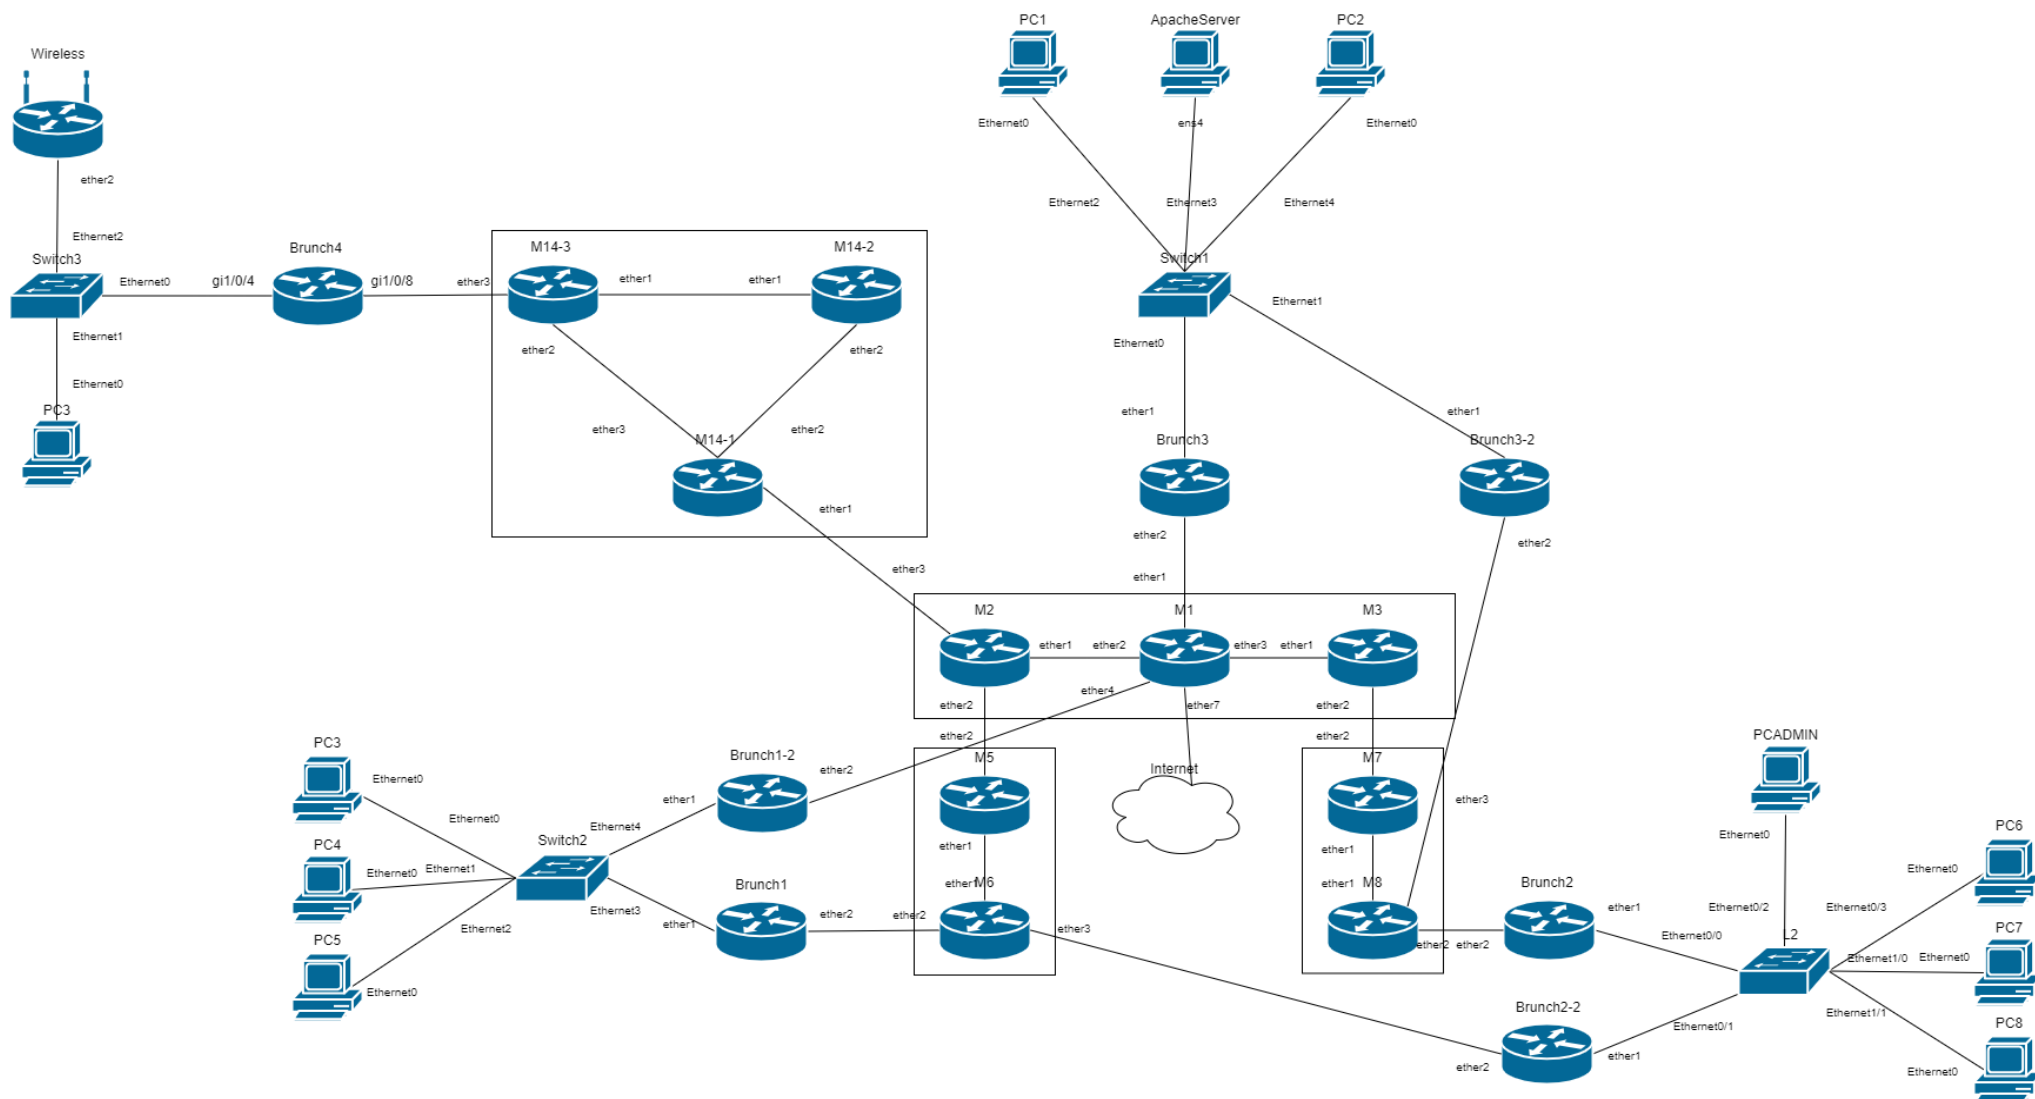 PC1
ApacheServer
PC2
Wireless
Ethernet0
ens4
Ethernet0
ether2
Ethernet2
Ethernet3
Ethernet4
Ethernet2
Switch3
Brunch4
M14-3
M14-2
Switch1
Ethernet0
gi1/0/4
gi1/0/8
ether3
ether1
ether1
Ethernet1
Ethernet1
Ethernet0
ether2
ether2
Ethernet0
PC3
ether3
ether2
M14-1
ether1
Brunch3
ether1
Brunch3-2
ether1
ether2
ether2
ether3
ether1
M2
M1
M3
ether1
ether2
ether3
ether1
ether4
ether2
ether7
ether2
ether2
ether2
PC3
Brunch1-2
M5
Internet
M7
PCADMIN
Ethernet0
ether2
ether1
ether3
Ethernet0
Ethernet4
Ethernet0
PC6
PC4
Switch2
ether1
ether1
Ethernet0
Ethernet1
Ethernet0
Brunch1
ether1
M6
ether1
M8
Brunch2
Ethernet3
ether2
ether2
ether1
Ethernet0/2
Ethernet0/3
PC5
Ethernet2
ether1
ether3
ether2
ether2
Ethernet0/0
L2
PC7
Ethernet1/0
Ethernet0
Ethernet0
Brunch2-2
Ethernet0/1
Ethernet1/1
PC8
ether2
ether1
Ethernet0